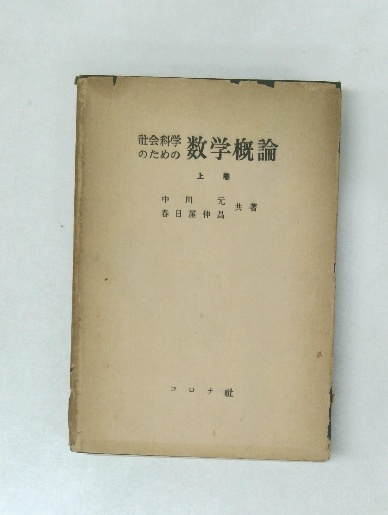 社会科学
のための 数学概論
上巻
中川元
春日屋伸昌 共著
コロナ社